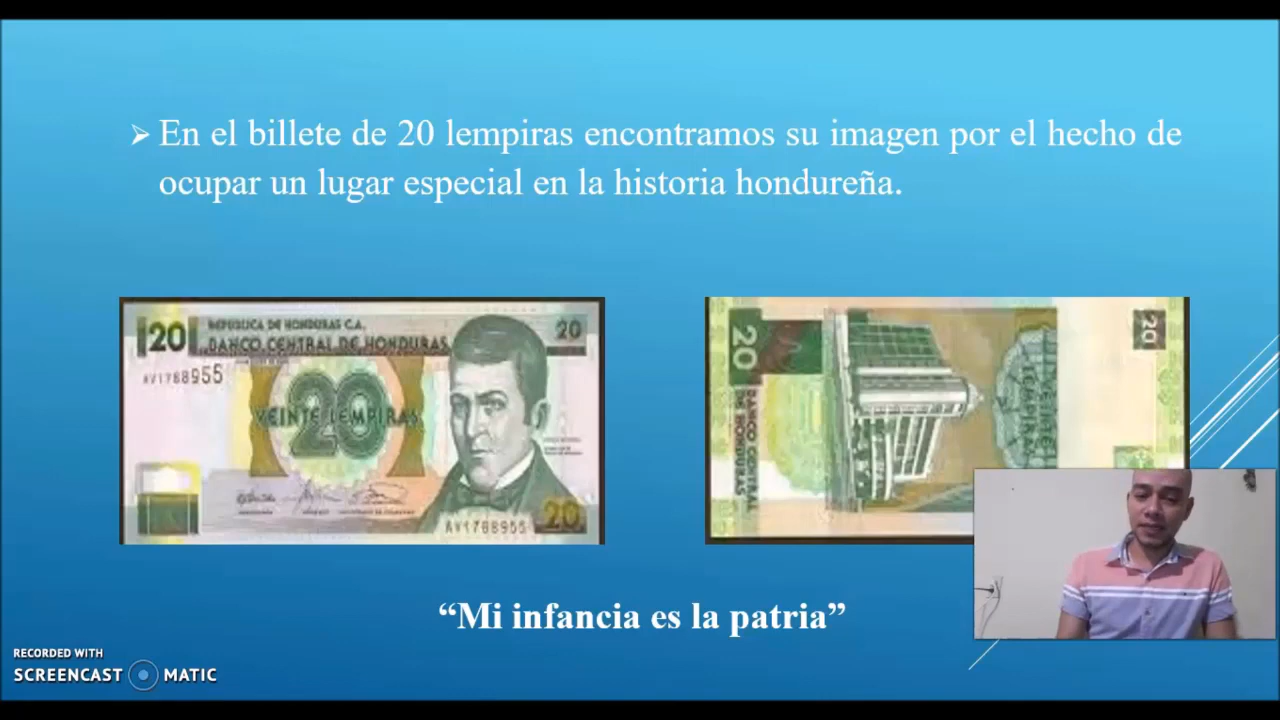 En el billete de 20 lempiras encontramos su imagen por el hecho de
ocupar un lugar especial en la historia hondureña.
20
REPUBLICA DE HONDURAS C.A.
BANCO CENTRAL DE HONDURAS
20
AV1788955
20
VEINTE LEMPIRAS
AV1788955
20
20
BANCO CENTRAL
DE HONDURAS
VEINTE
LEMPIRAS
20
“Mi infancia es la patria”
RECORDED WITH
SCREENCAST MATIC